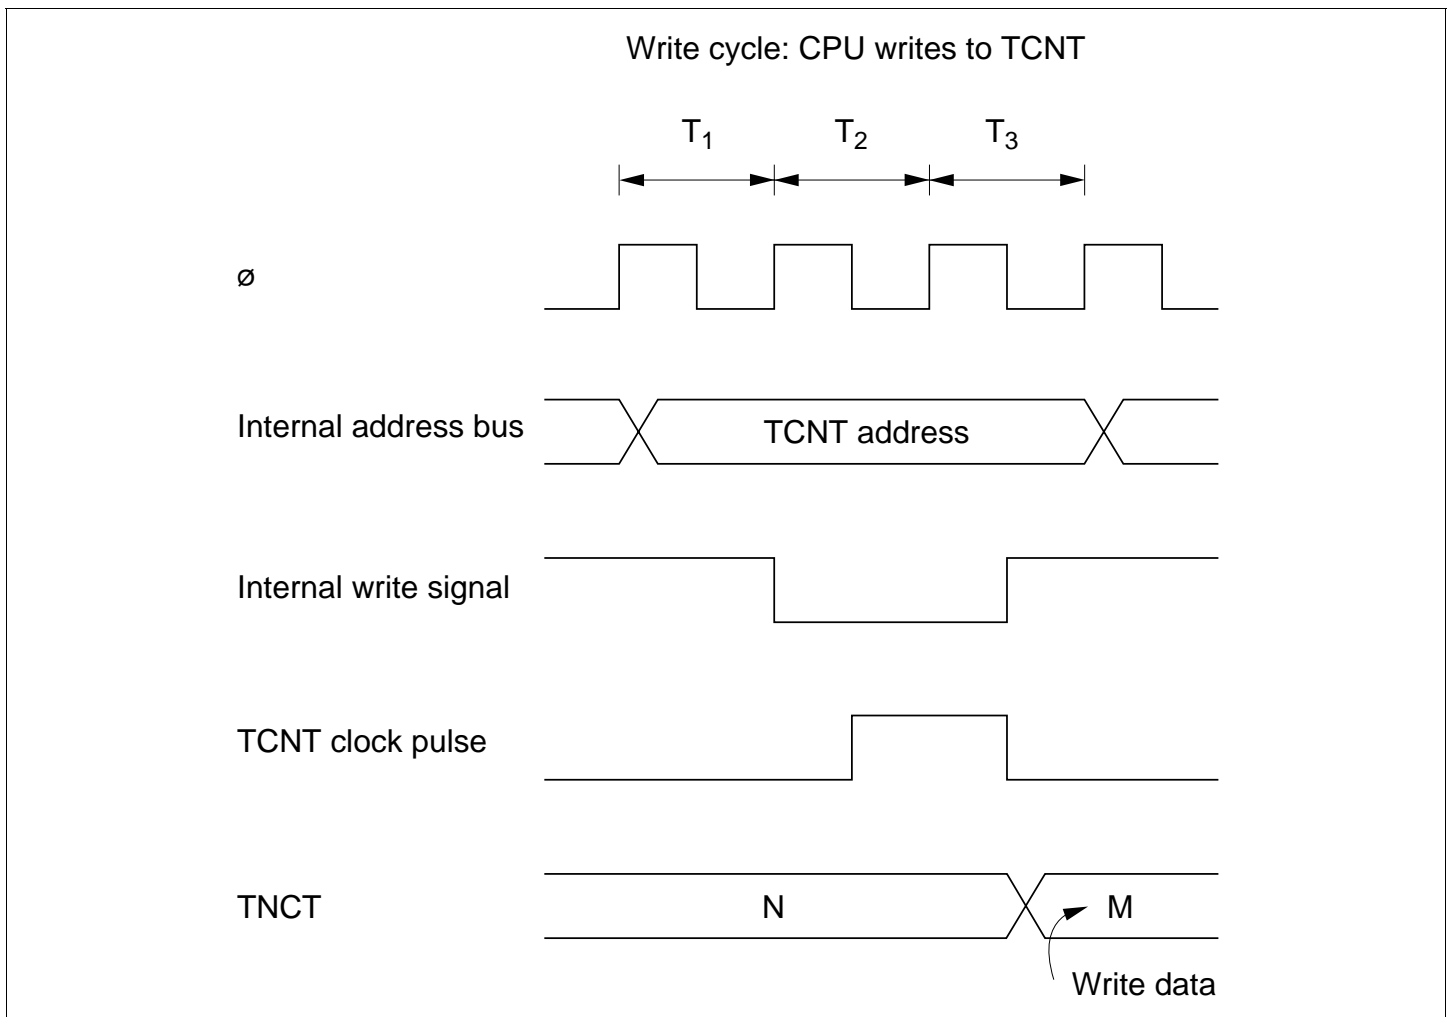 Write cycle: CPU writes to TCNT
T1 T2 T3
ø
Internal address bus
TCNT address
Internal write signal
TCNT clock pulse
TNCT
N
M
Write data